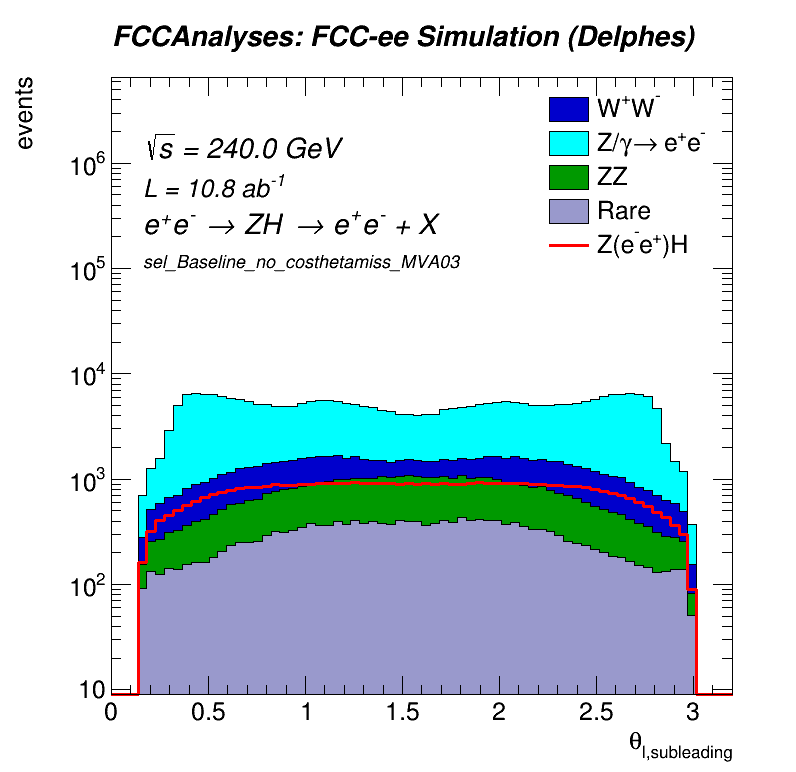 FCCAnalyses: FCC-ee Simulation (Delphes)
events
√s = 240.0 GeV
L = 10.8 ab⁻¹
e⁺e⁻ → ZH → e⁺e⁻ + X
sel_Baseline_no_costhetamiss_MVA03
W⁺W⁻
Z/γ→ e⁺e⁻
ZZ
Rare
Z(e⁻e⁺)H
10⁶
10⁵
10⁴
10³
10²
10
0 0.5 1 1.5 2 2.5 3
θ_l,subleading